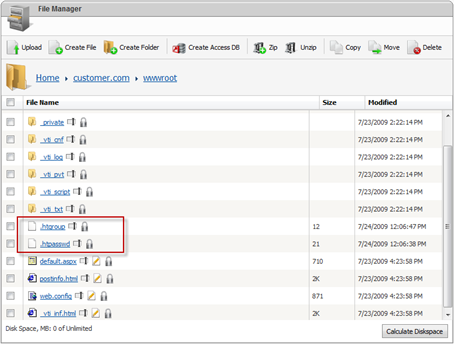 File Manager
Upload Create File Create Folder Create Access DB Zip Unzip Copy Move Delete
Home customer.com wwwroot
File Name Size Modified
_private 7/23/2009 2:22:14 PM
_vti_cnf 7/23/2009 2:22:14 PM
_vti_log 7/23/2009 2:22:14 PM
_vti_pvt 7/23/2009 2:22:14 PM
_vti_script 7/23/2009 2:22:14 PM
_vti_txt 7/23/2009 2:22:14 PM
.htgroup 12 7/24/2009 12:06:47 PM
.htpasswd 21 7/24/2009 12:06:38 PM
default.aspx 710 7/23/2009 4:23:58 PM
postinfo.html 2K 7/23/2009 4:23:58 PM
web.config 871 7/23/2009 4:23:58 PM
_vti_inf.html 2K 7/23/2009 4:23:58 PM
Disk Space, MB: 0 of Unlimited Calculate Diskspace